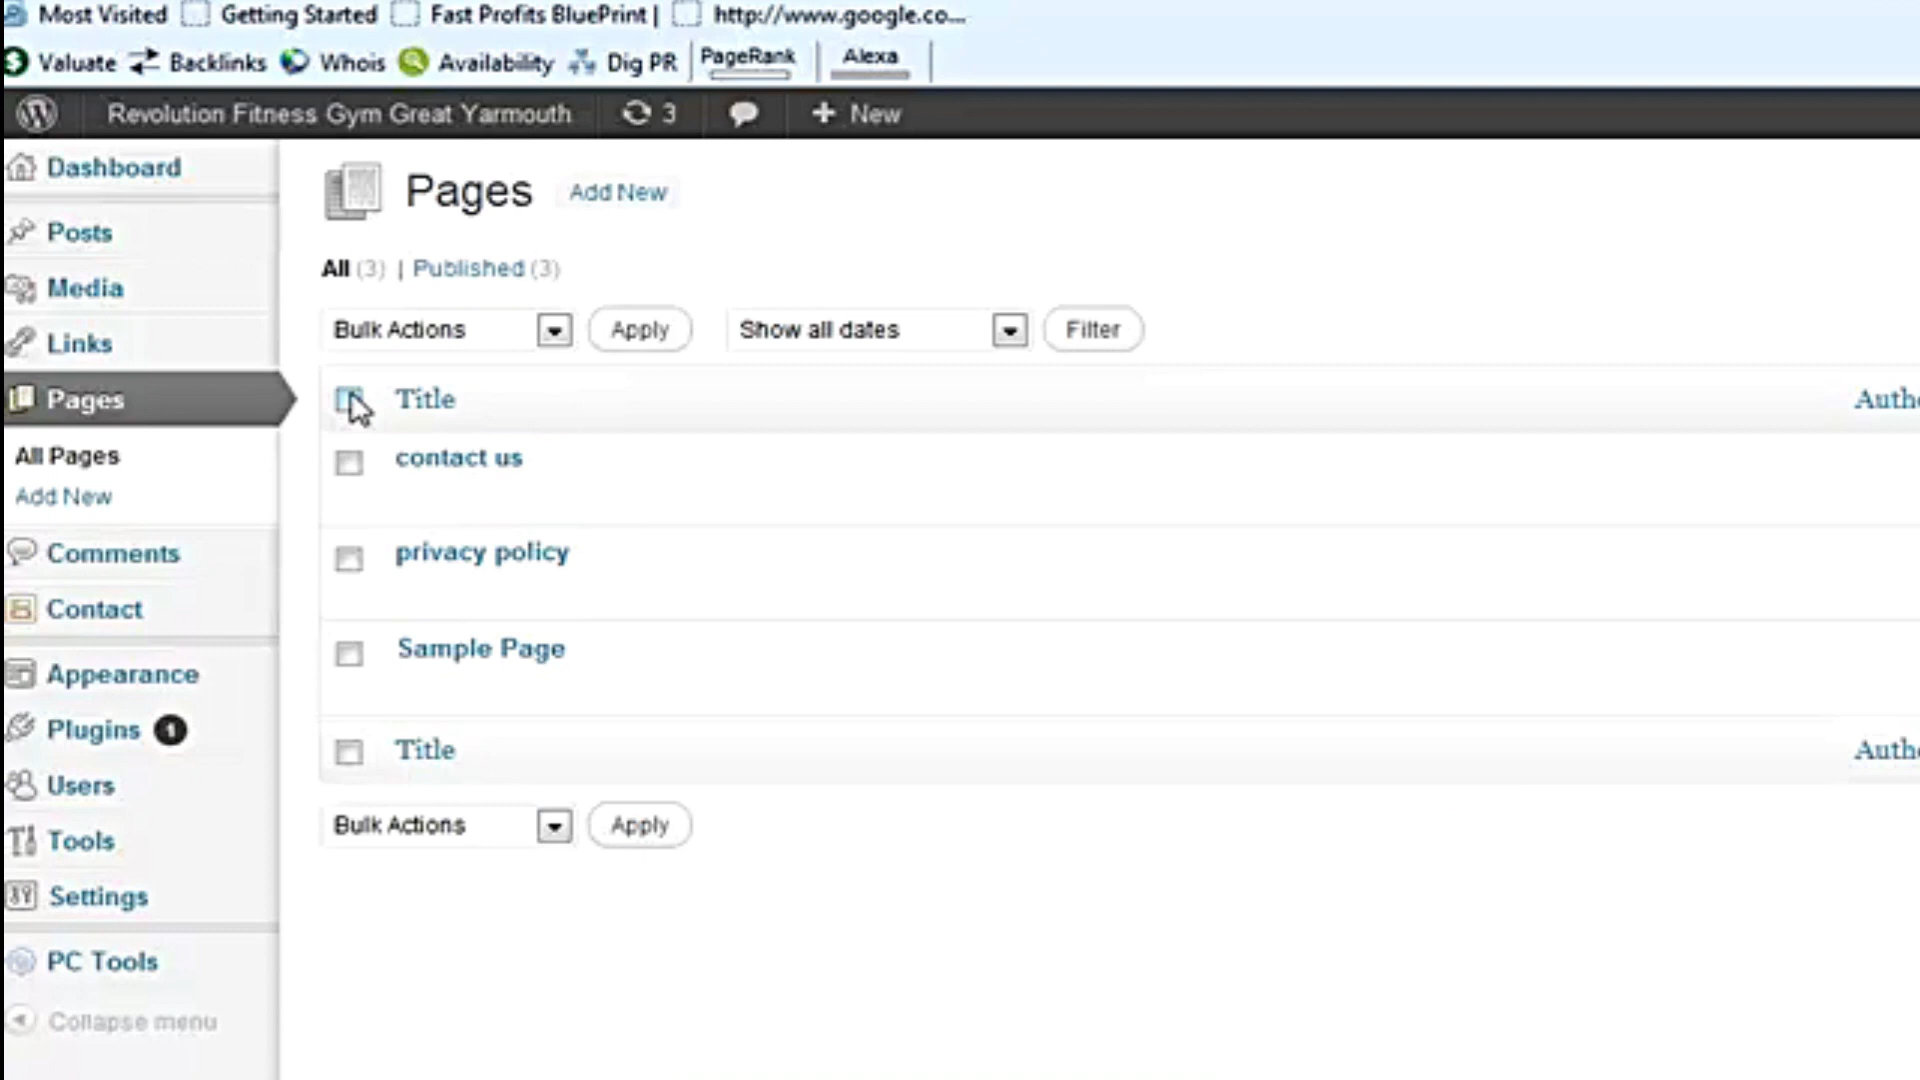 Most Visited Getting Started Fast Profits BluePrint | http://www.google.co...
Valuate Backlinks Whois Availability Dig PR PageRank Alexa
Revolution Fitness Gym Great Yarmouth 3 New
Dashboard
Posts
Media
Links
Pages
All Pages
Add New
Comments
Contact
Appearance
Plugins 1
Users
Tools
Settings
PC Tools
Collapse menu
Pages Add New
All (3) | Published (3)
Bulk Actions Apply Show all dates Filter
Title Autho
contact us
privacy policy
Sample Page
Title Autho
Bulk Actions Apply